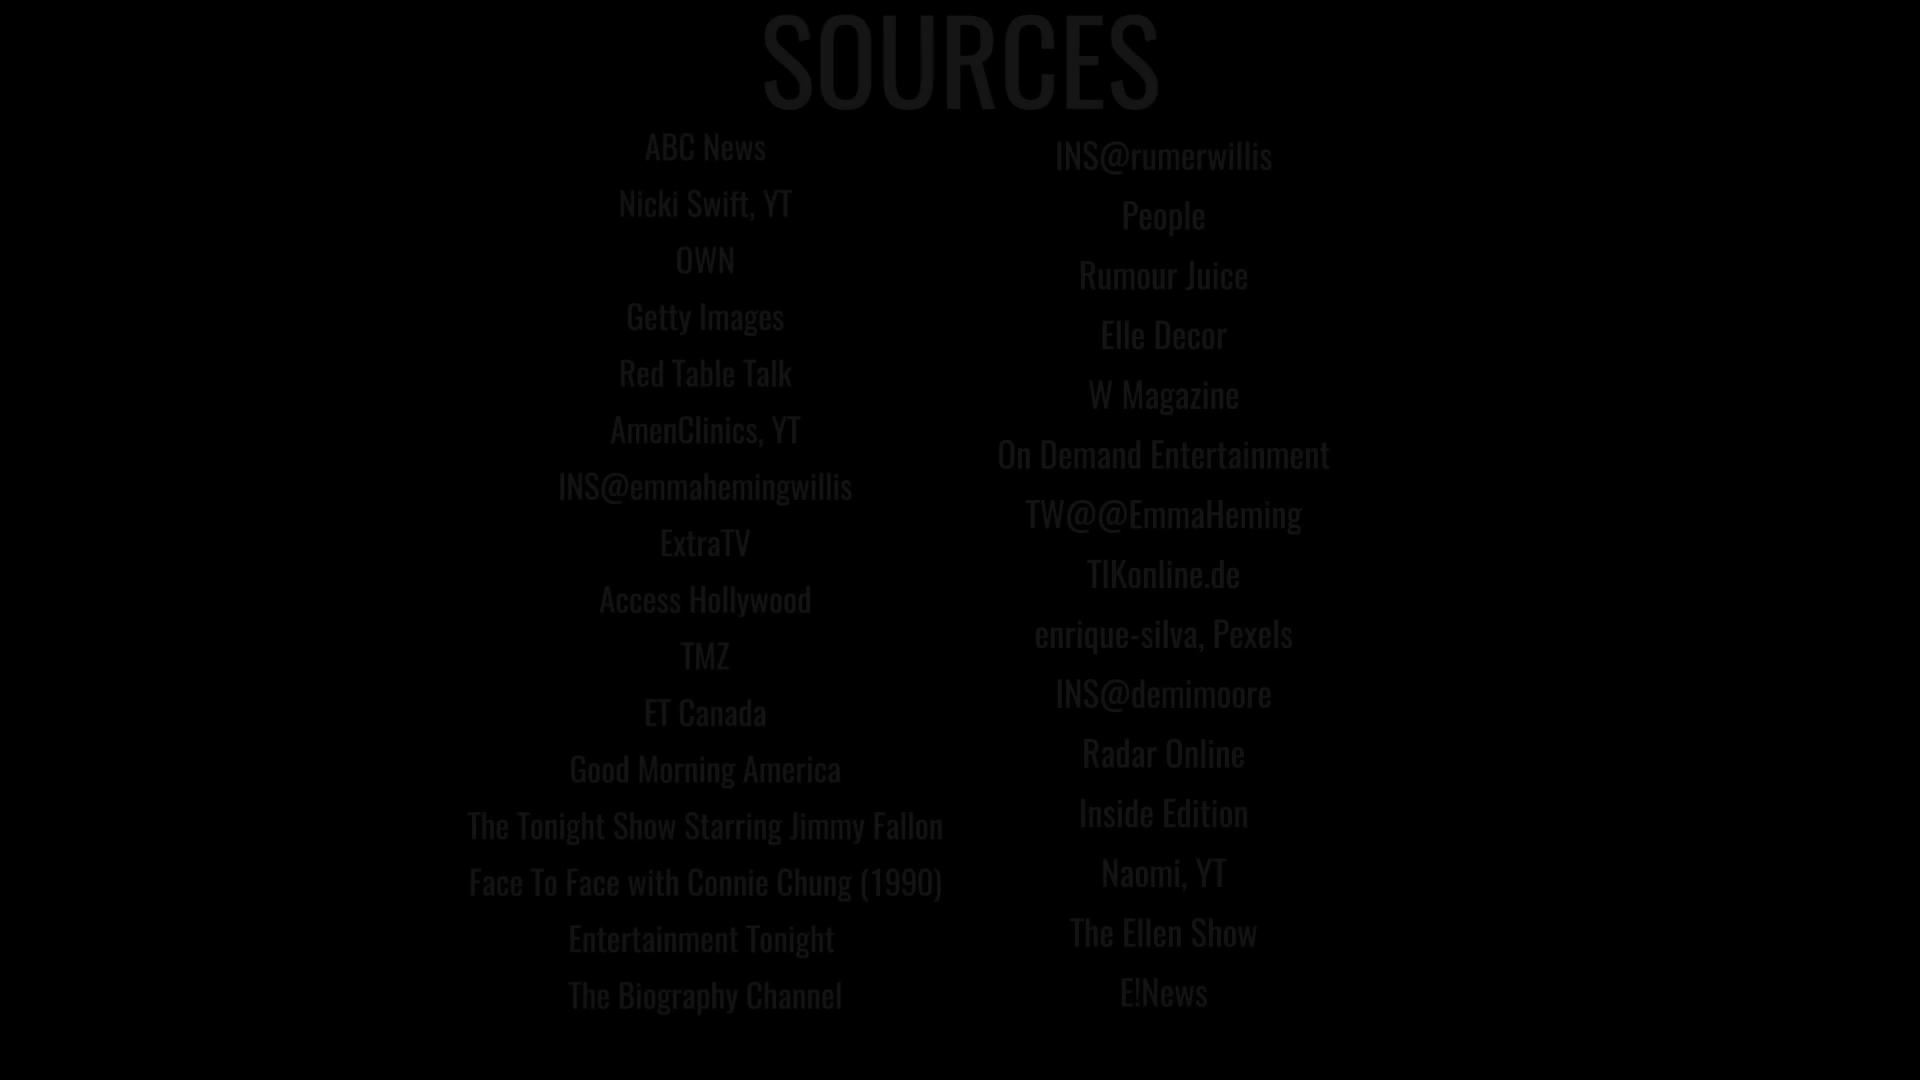 SOURCES
ABC News
Nicki Swift, YT
OWN
Getty Images
Red Table Talk
AmenClinics, YT
INS@emmahemingwillis
ExtraTV
Access Hollywood
TMZ
ET Canada
Good Morning America
The Tonight Show Starring Jimmy Fallon
Face To Face with Connie Chung (1990)
Entertainment Tonight
The Biography Channel
INS@rumerwillis
People
Rumour Juice
Elle Decor
W Magazine
On Demand Entertainment
TW@@EmmaHeming
TIKonline.de
enrique-silva, Pexels
INS@demimoore
Radar Online
Inside Edition
Naomi, YT
The Ellen Show
E!News